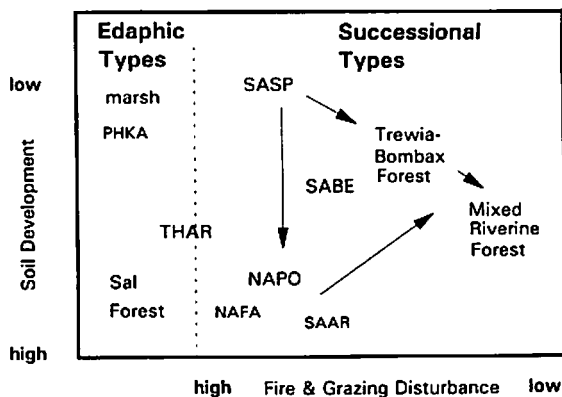 Edaphic
Types
Successional
Types
low
marsh
SASP
PHKA
Trewia-
Bombax
Forest
SABE
Mixed
Riverine
Forest
Soil Development
THAR
Sal
Forest
NAPO
NAFA
SAAR
high
high Fire & Grazing Disturbance low